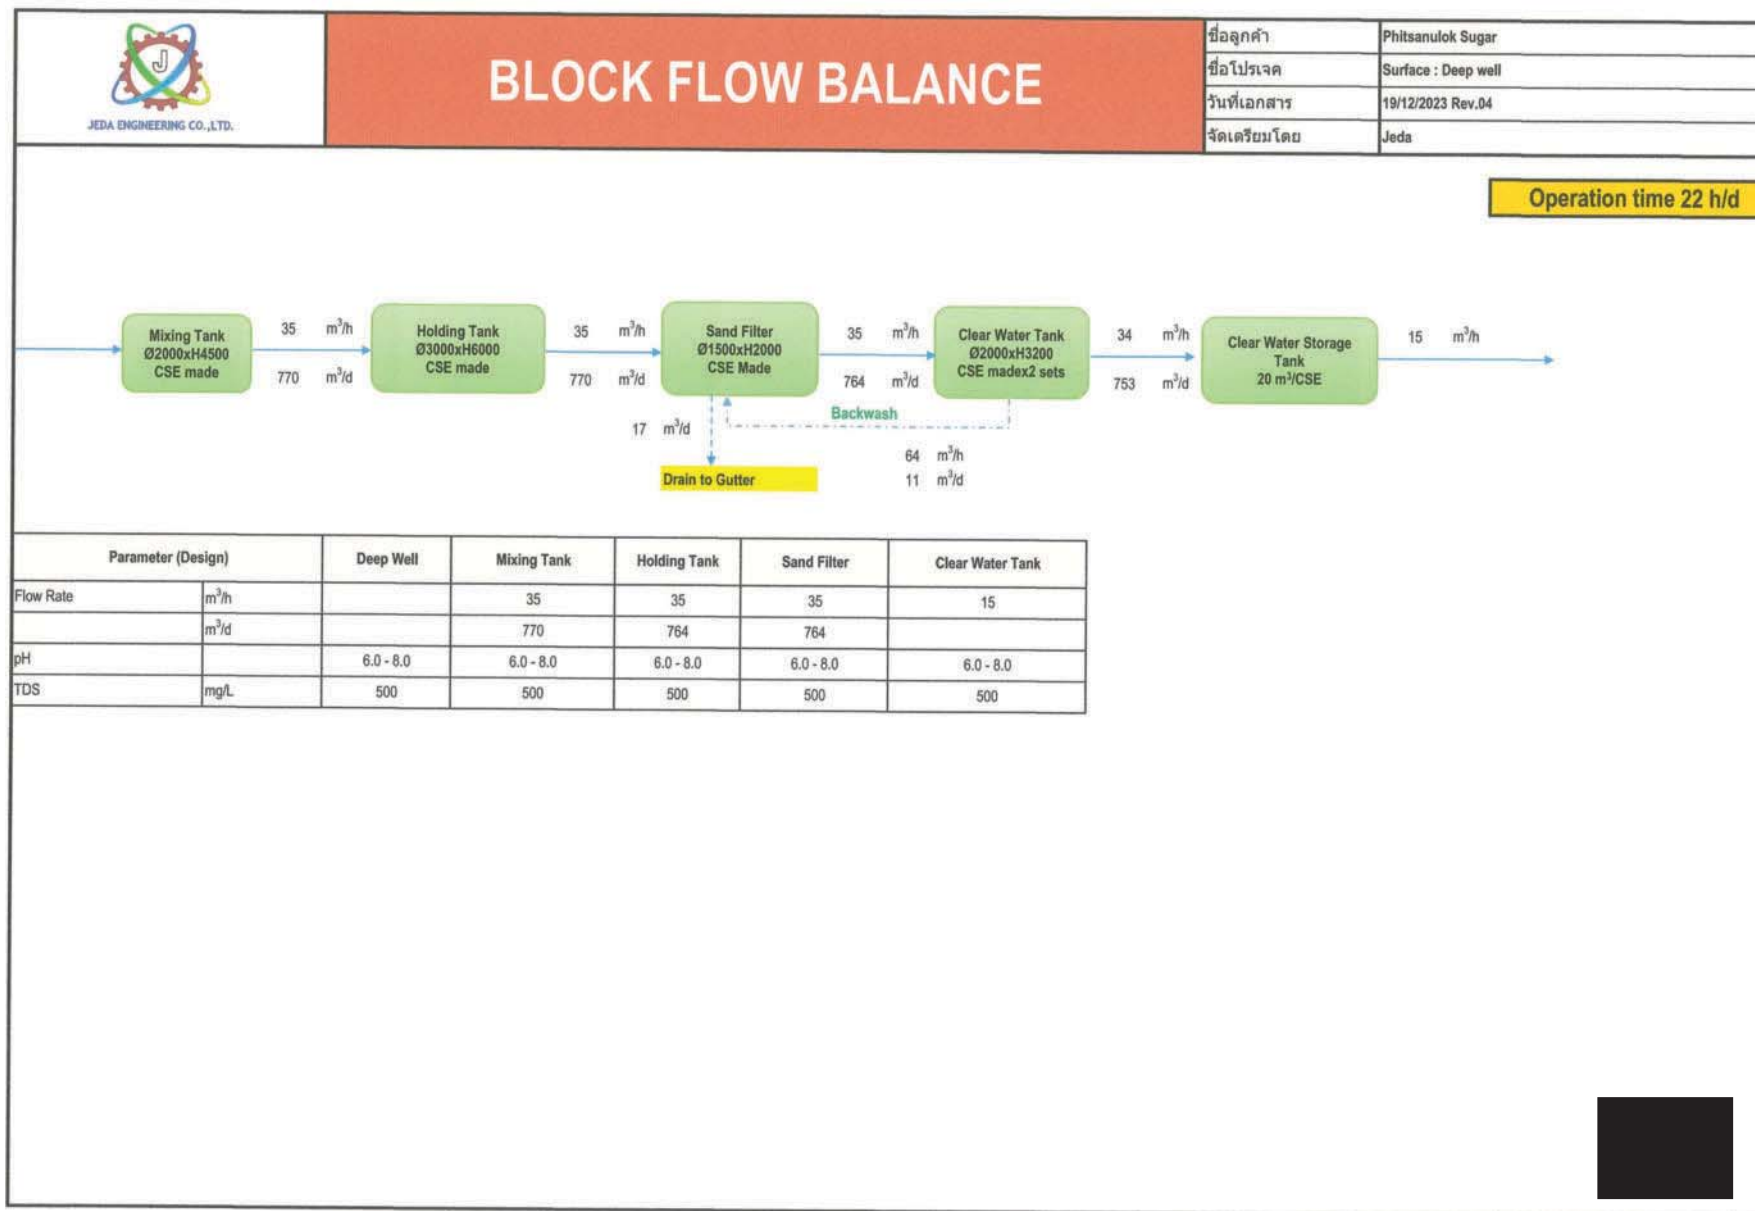 J
JEDA ENGINEERING CO.,LTD.
BLOCK FLOW BALANCE
ชื่อลูกค้า Phitsanulok Sugar
ชื่อโปรเจค Surface : Deep well
วันที่เอกสาร 19/12/2023 Rev.04
จัดเตรียมโดย Jeda
Operation time 22 h/d
Mixing Tank
Ø2000xH4500
CSE made
35 m³/h
770 m³/d
Holding Tank
Ø3000xH6000
CSE made
35 m³/h
770 m³/d
Sand Filter
Ø1500xH2000
CSE Made
35 m³/h
764 m³/d
Clear Water Tank
Ø2000xH3200
CSE madex2 sets
34 m³/h
753 m³/d
Clear Water Storage
Tank
20 m³/CSE
15 m³/h
Backwash
17 m³/d
64 m³/h
11 m³/d
Drain to Gutter
Parameter (Design) Deep Well Mixing Tank Holding Tank Sand Filter Clear Water Tank
Flow Rate m³/h 35 35 35 15
m³/d 770 764 764
pH 6.0 - 8.0 6.0 - 8.0 6.0 - 8.0 6.0 - 8.0 6.0 - 8.0
TDS mg/L 500 500 500 500 500